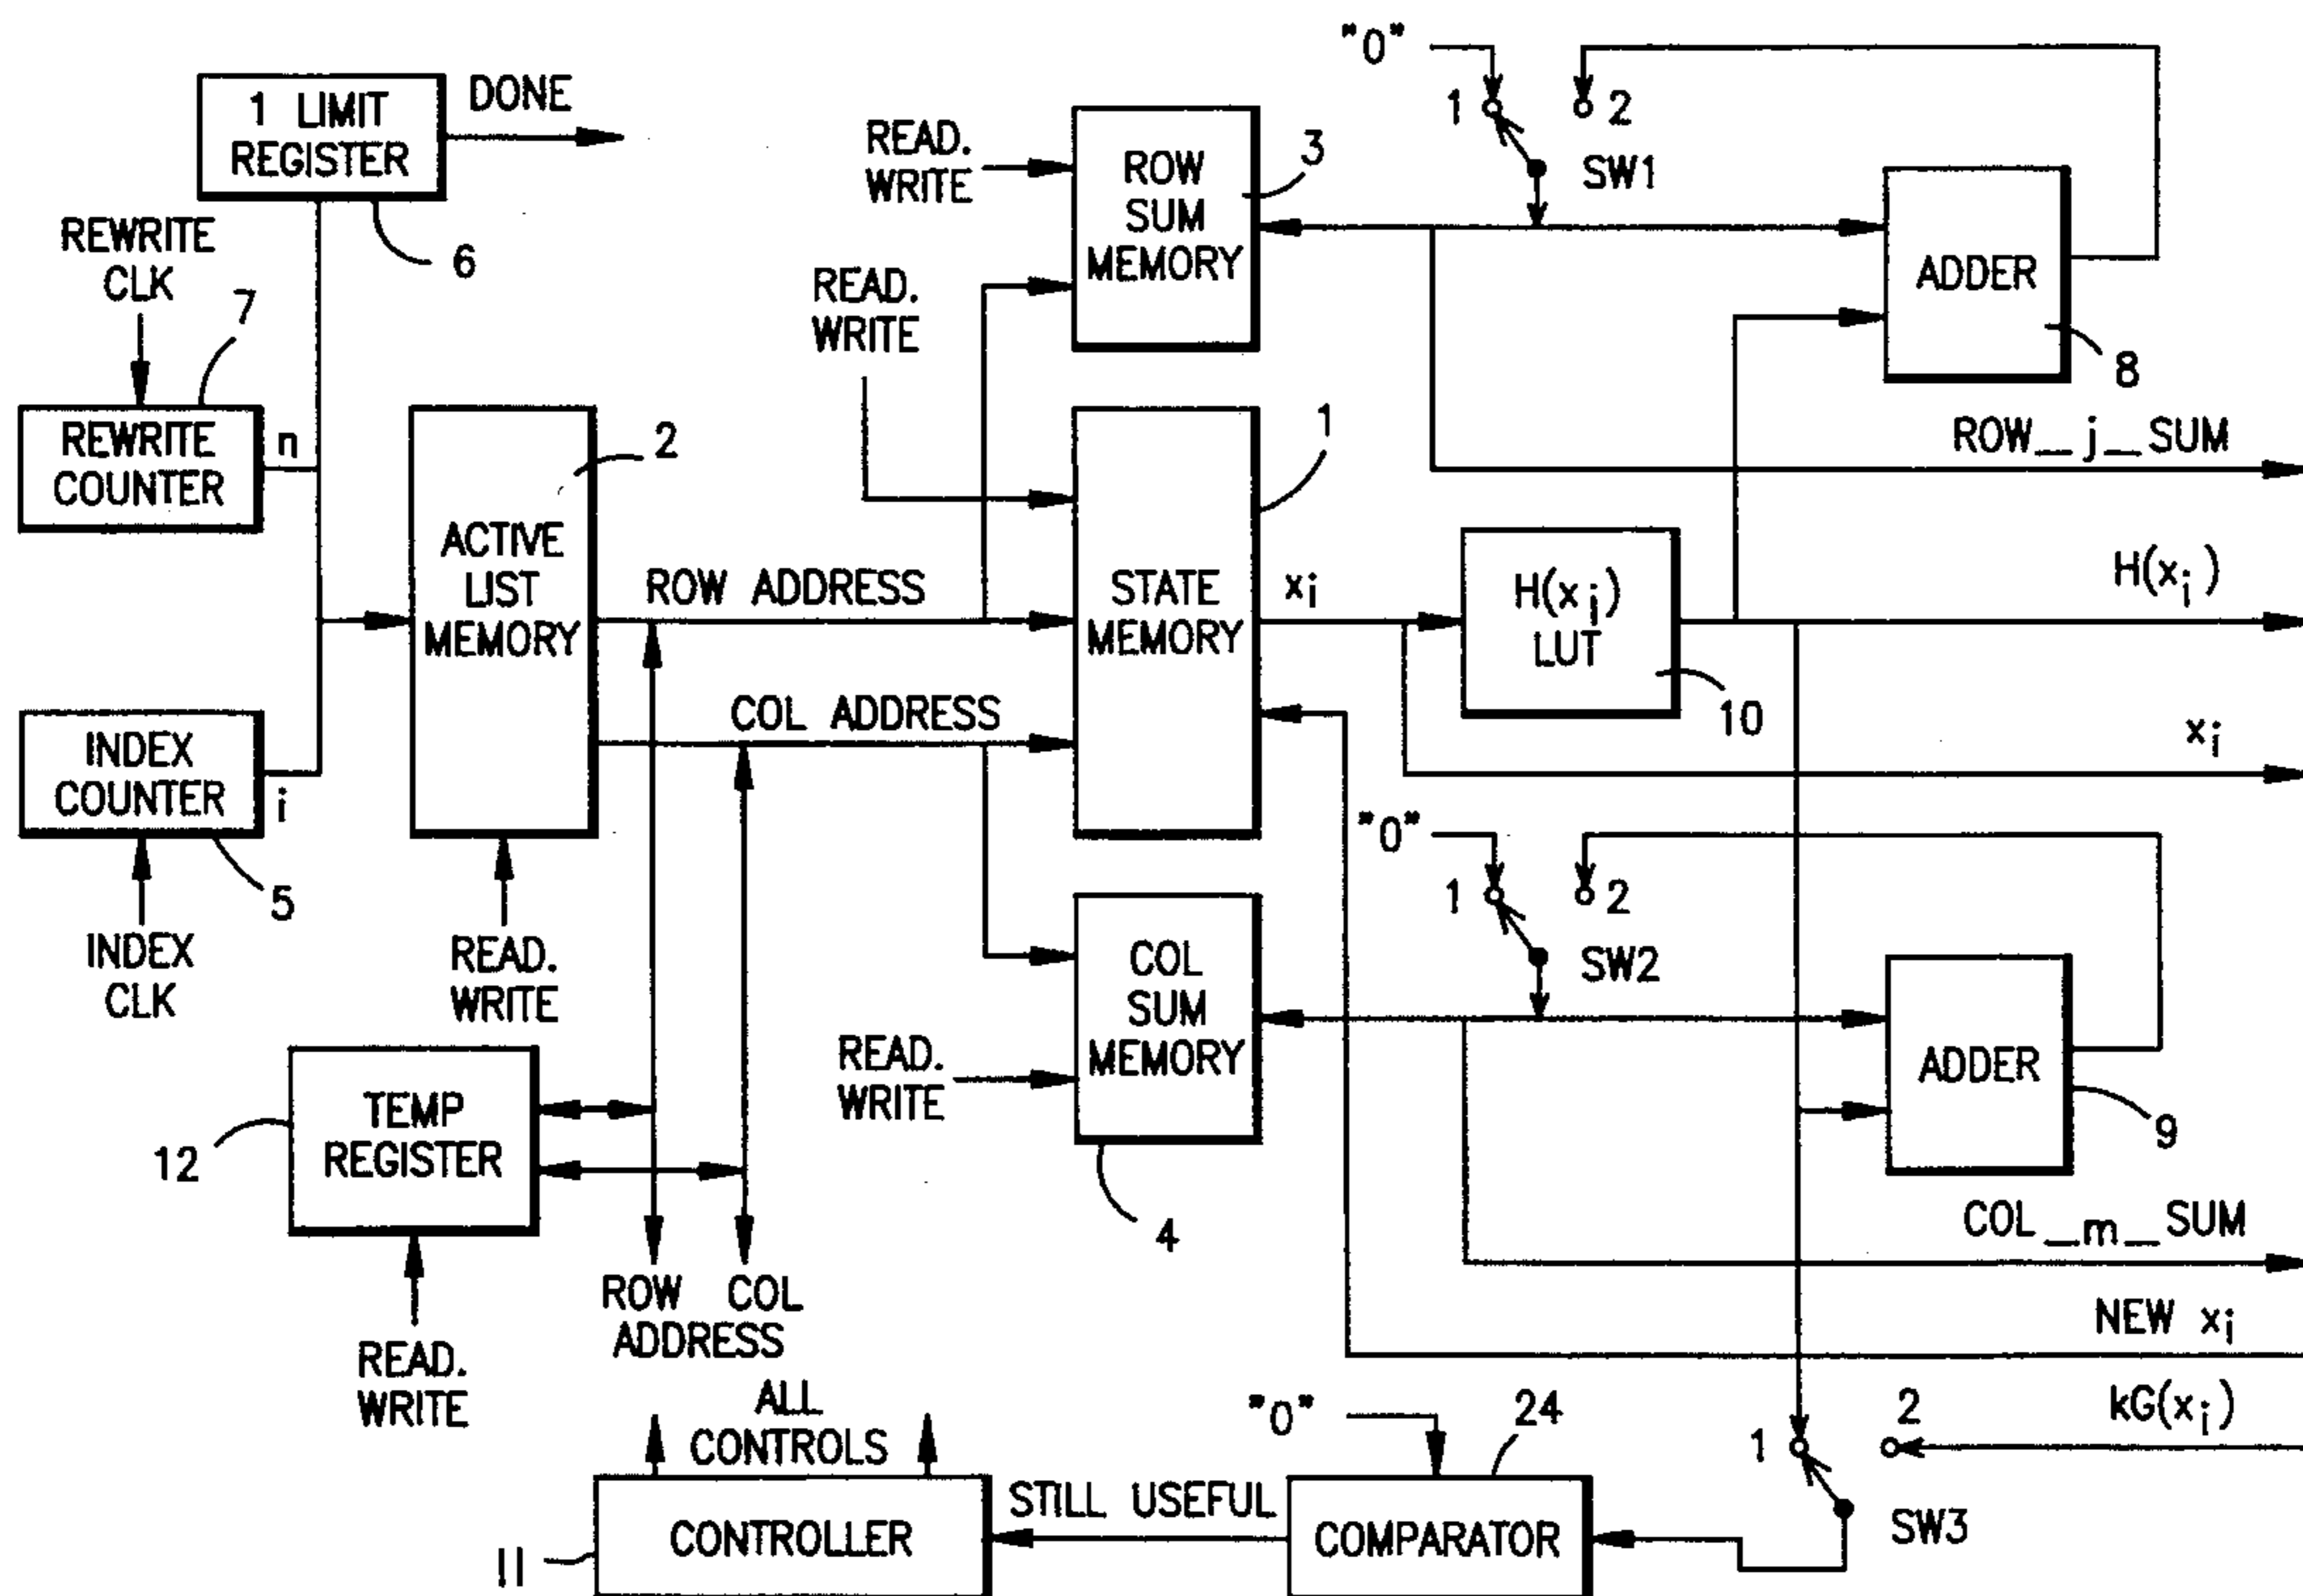 "0"
1
2
SW1
1 LIMIT
REGISTER
DONE
6
READ.
WRITE
ROW
SUM
MEMORY
3
ADDER
8
REWRITE
CLK
7
REWRITE
COUNTER
n
READ.
WRITE
ACTIVE
LIST
MEMORY
2
ROW ADDRESS
COL ADDRESS
STATE
MEMORY
1
xi
H(xi)
LUT
10
ROW_j_SUM
H(xi)
xi
INDEX
COUNTER
i
5
INDEX
CLK
READ.
WRITE
"0"
1
2
SW2
COL
SUM
MEMORY
4
READ.
WRITE
ADDER
9
TEMP
REGISTER
12
READ.
WRITE
ROW COL
ADDRESS
COL_m_SUM
NEW xi
kG(xi)
ALL
CONTROLS
CONTROLLER
11
STILL USEFUL
"0"
24
COMPARATOR
1
2
SW3